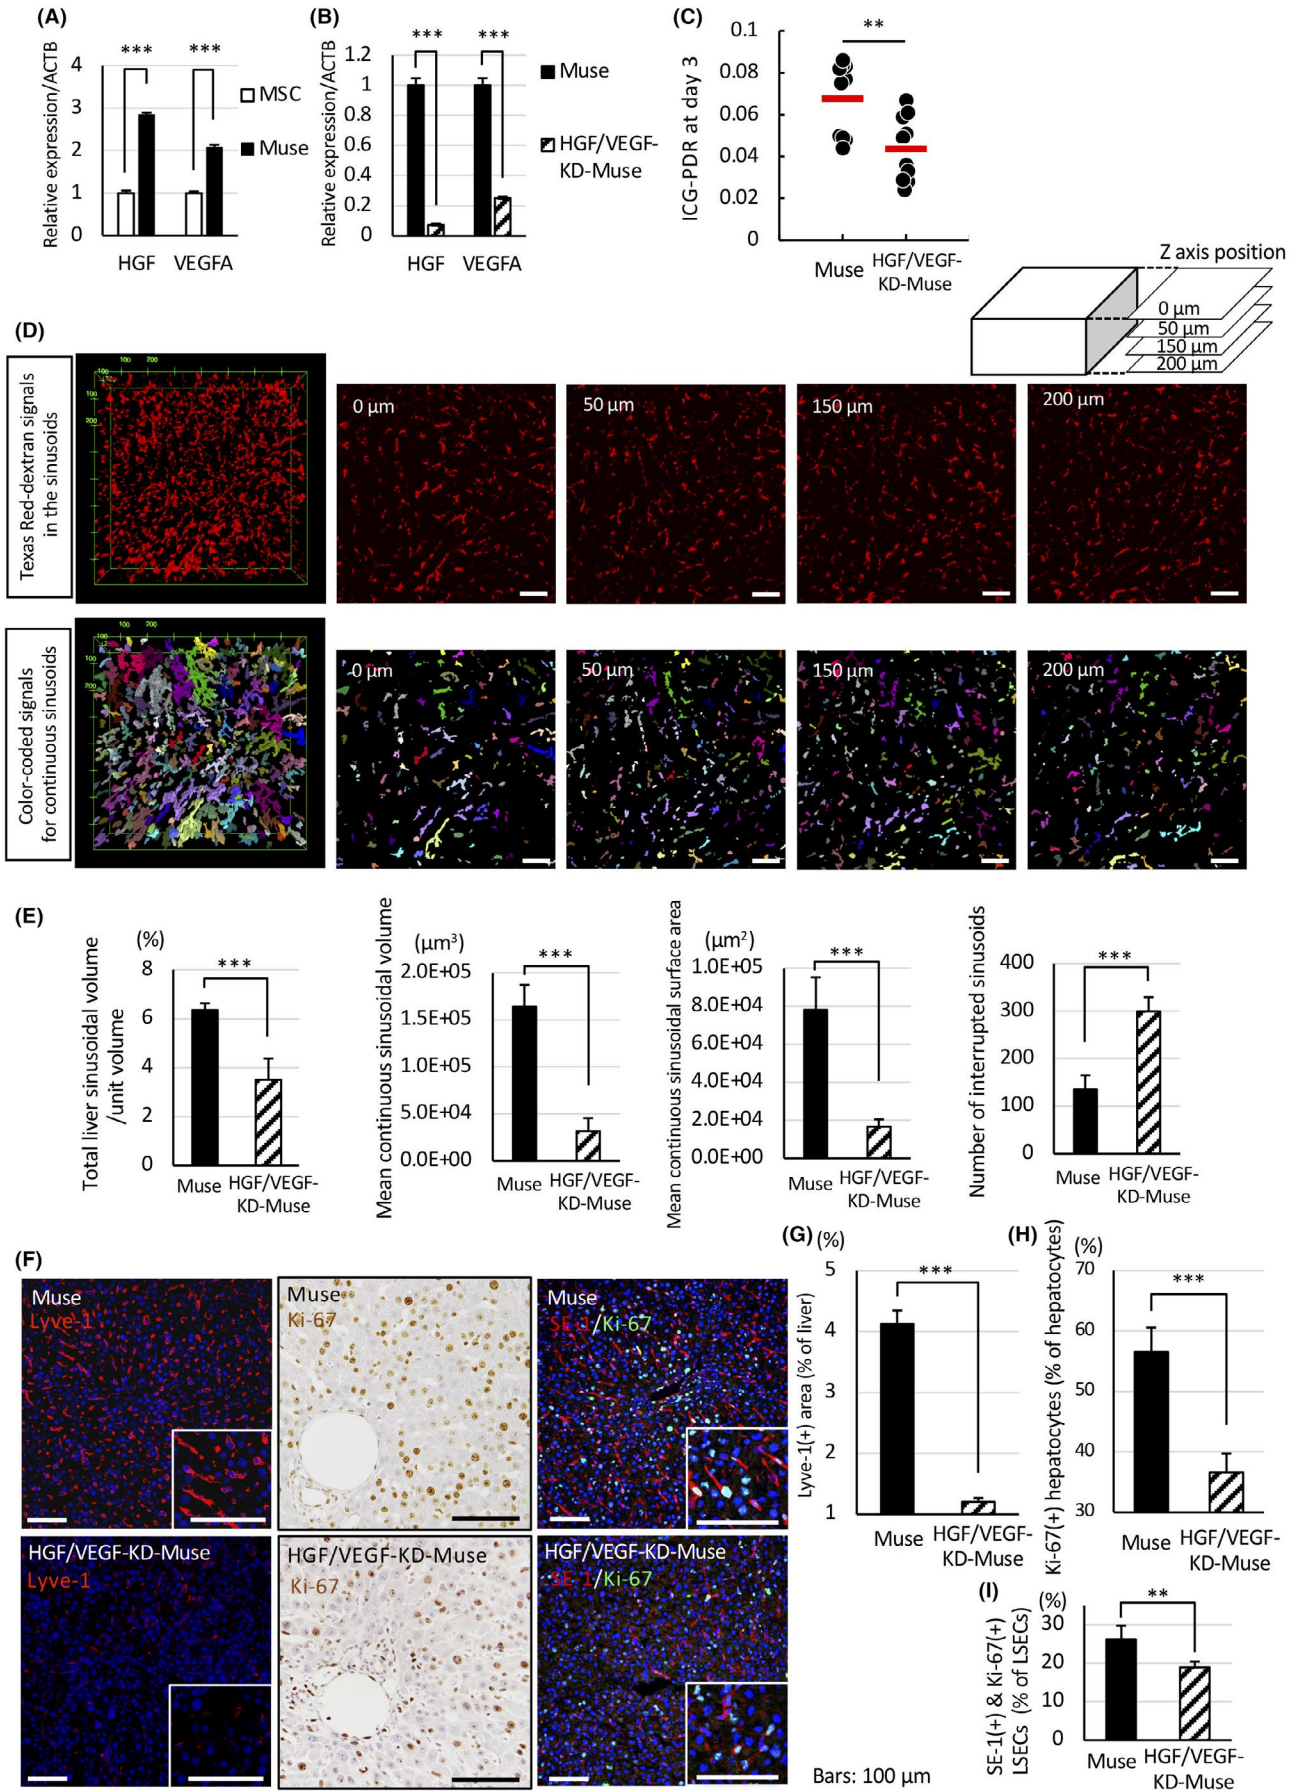 (A)
Relative expression/ACTB
4
3
2
1
0
***
***
HGF
VEGFA
MSC
Muse
(B)
Relative expression/ACTB
1.2
1
0.8
0.6
0.4
0.2
0
***
***
HGF
VEGFA
Muse
HGF/VEGF-
KD-Muse
(C)
ICG-PDR at day 3
0.1
0.08
0.06
0.04
0.02
0
**
Muse
HGF/VEGF-
KD-Muse
Z axis position
0 µm
50 µm
150 µm
200 µm
(D)
Texas Red-dextran signals
in the sinusoids
100 200
100
200
0 µm
50 µm
150 µm
200 µm
Color-coded signals
for continuous sinusoids
100 200
100
200
0 µm
50 µm
150 µm
200 µm
(E)
Total liver sinusoidal volume
/unit volume
(%)
8
6
4
2
0
***
Muse
HGF/VEGF-
KD-Muse
Mean continuous sinusoidal volume
(µm³)
2.0E+05
1.5E+05
1.0E+05
5.0E+04
0.0E+00
***
Muse
HGF/VEGF-
KD-Muse
Mean continuous sinusoidal surface area
(µm²)
1.0E+05
8.0E+04
6.0E+04
4.0E+04
2.0E+04
0.0E+00
***
Muse
HGF/VEGF-
KD-Muse
Number of interrupted sinusoids
400
300
200
100
0
***
Muse
HGF/VEGF-
KD-Muse
(F)
Muse
Lyve-1
Muse
Ki-67
Muse
SE-1/Ki-67
HGF/VEGF-KD-Muse
Lyve-1
HGF/VEGF-KD-Muse
Ki-67
HGF/VEGF-KD-Muse
SE-1/Ki-67
Bars: 100 µm
(G)
(%)
Lyve-1(+) area (% of liver)
5
4
3
2
1
***
Muse
HGF/VEGF-
KD-Muse
(H)
(%)
Ki-67(+) hepatocytes (% of hepatocytes)
70
60
50
40
30
***
Muse
HGF/VEGF-
KD-Muse
(I)
(%)
SE-1(+) & Ki-67(+)
LSECs (% of LSECs)
30
20
10
0
**
Muse
HGF/VEGF-
KD-Muse